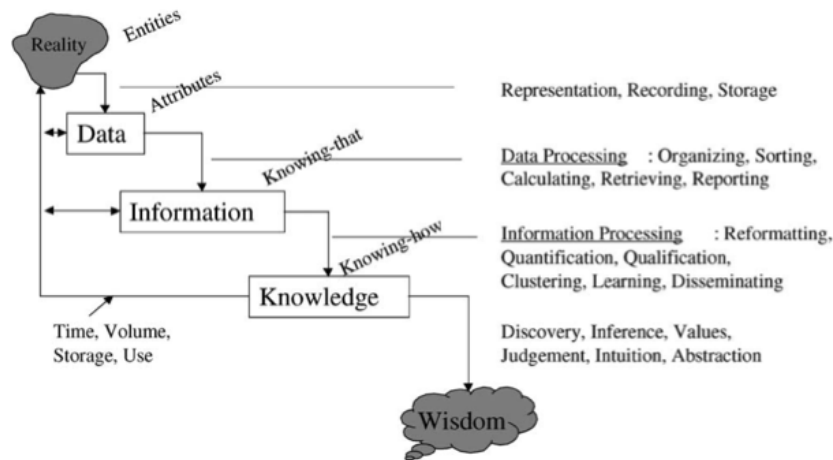 Reality
Entities
Attributes
Representation, Recording, Storage
Data
Knowing-that
Data Processing : Organizing, Sorting,
Calculating, Retrieving, Reporting
Information
Knowing-how
Information Processing : Reformatting,
Quantification, Qualification,
Clustering, Learning, Disseminating
Knowledge
Time, Volume,
Storage, Use
Discovery, Inference, Values,
Judgement, Intuition, Abstraction
Wisdom